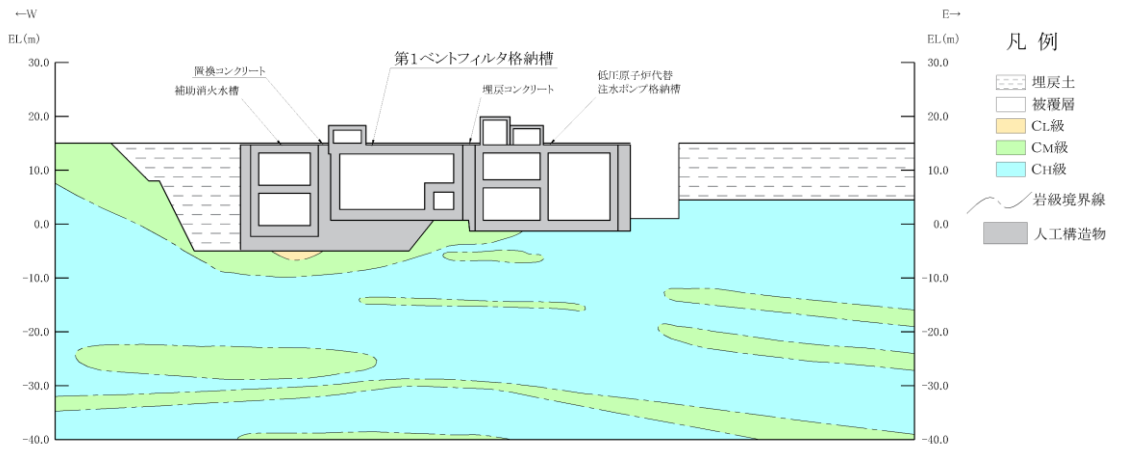 ←W
EL(m)
30.0
20.0
10.0
0.0
-10.0
-20.0
-30.0
-40.0
置換コンクリート
補助消火水槽
第1ベントフィルタ格納槽
埋戻コンクリート
低圧原子炉代替
注水ポンプ格納槽
E→
EL(m)
30.0
20.0
10.0
0.0
-10.0
-20.0
-30.0
-40.0
凡 例
埋戻土
被覆層
CL級
CM級
CH級
岩級境界線
人工構造物